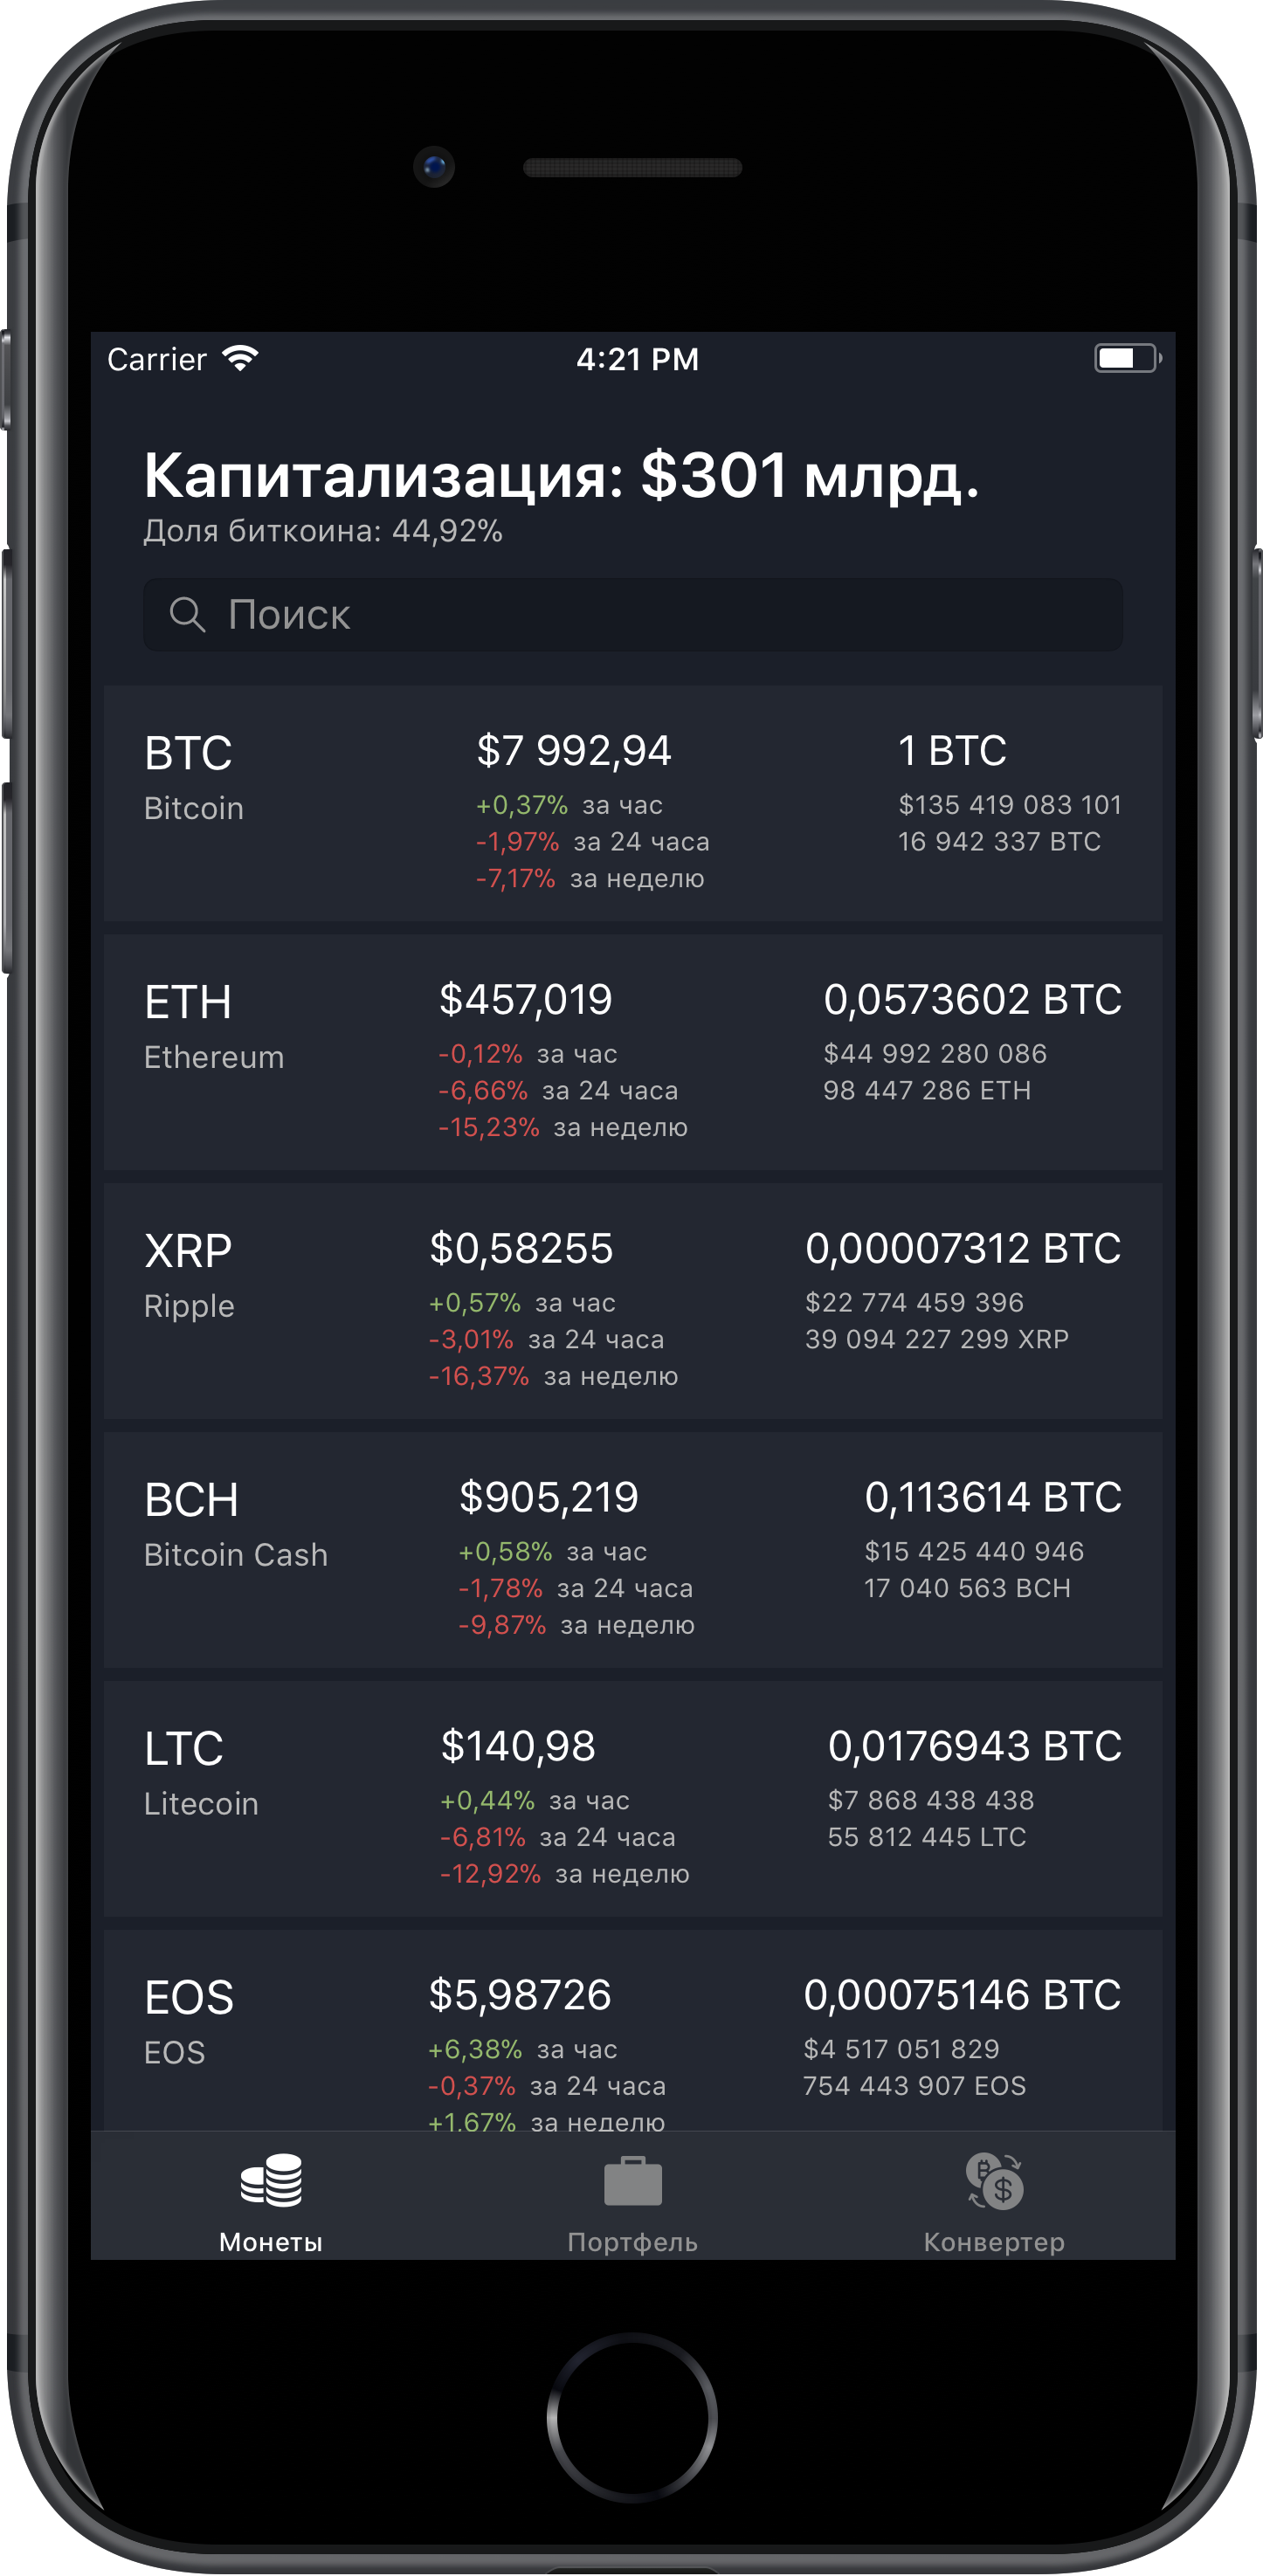 Carrier 4:21 PM
Капитализация: $301 млрд.
Доля биткоина: 44,92%
Поиск
BTC $7 992,94 1 BTC
Bitcoin +0,37% за час $135 419 083 101
-1,97% за 24 часа 16 942 337 BTC
-7,17% за неделю
ETH $457,019 0,0573602 BTC
Ethereum -0,12% за час $44 992 280 086
-6,66% за 24 часа 98 447 286 ETH
-15,23% за неделю
XRP $0,58255 0,00007312 BTC
Ripple +0,57% за час $22 774 459 396
-3,01% за 24 часа 39 094 227 299 XRP
-16,37% за неделю
BCH $905,219 0,113614 BTC
Bitcoin Cash +0,58% за час $15 425 440 946
-1,78% за 24 часа 17 040 563 BCH
-9,87% за неделю
LTC $140,98 0,0176943 BTC
Litecoin +0,44% за час $7 868 438 438
-6,81% за 24 часа 55 812 445 LTC
-12,92% за неделю
EOS $5,98726 0,00075146 BTC
EOS +6,38% за час $4 517 051 829
-0,37% за 24 часа 754 443 907 EOS
+1,67% за неделю
Монеты Портфель Конвертер